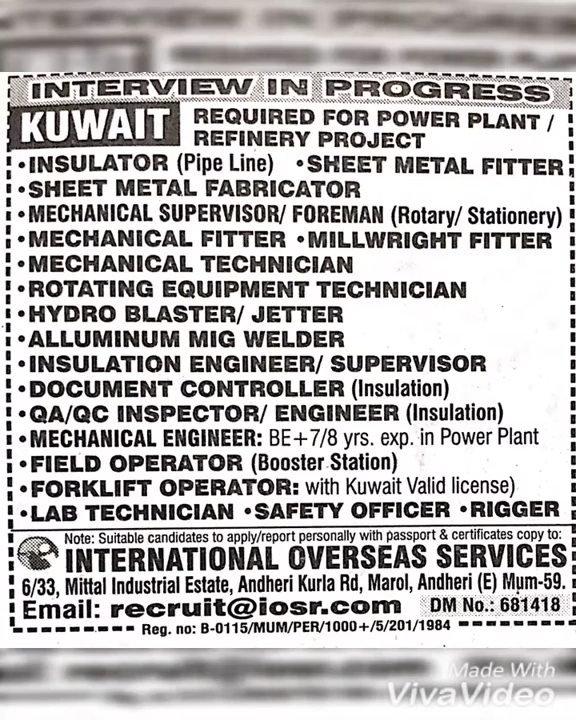 INTERVIEW IN PROGRESS
KUWAIT
REQUIRED FOR POWER PLANT /
REFINERY PROJECT
•INSULATOR (Pipe Line) •SHEET METAL FITTER
•SHEET METAL FABRICATOR
•MECHANICAL SUPERVISOR/ FOREMAN (Rotary/ Stationery)
•MECHANICAL FITTER •MILLWRIGHT FITTER
•MECHANICAL TECHNICIAN
•ROTATING EQUIPMENT TECHNICIAN
•HYDRO BLASTER/ JETTER
•ALLUMINUM MIG WELDER
•INSULATION ENGINEER/ SUPERVISOR
•DOCUMENT CONTROLLER (Insulation)
•QA/QC INSPECTOR/ ENGINEER (Insulation)
•MECHANICAL ENGINEER: BE+7/8 yrs. exp. in Power Plant
•FIELD OPERATOR (Booster Station)
•FORKLIFT OPERATOR: with Kuwait Valid license)
•LAB TECHNICIAN •SAFETY OFFICER •RIGGER
Note: Suitable candidates to apply/report personally with passport & certificates copy to:
INTERNATIONAL OVERSEAS SERVICES
6/33, Mittal Industrial Estate, Andheri Kurla Rd, Marol, Andheri (E) Mum-59.
Email: recruit@iosr.com DM No.: 681418
Reg. no: B-0115/MUM/PER/1000+/5/201/1984
Made With
VivaVideo